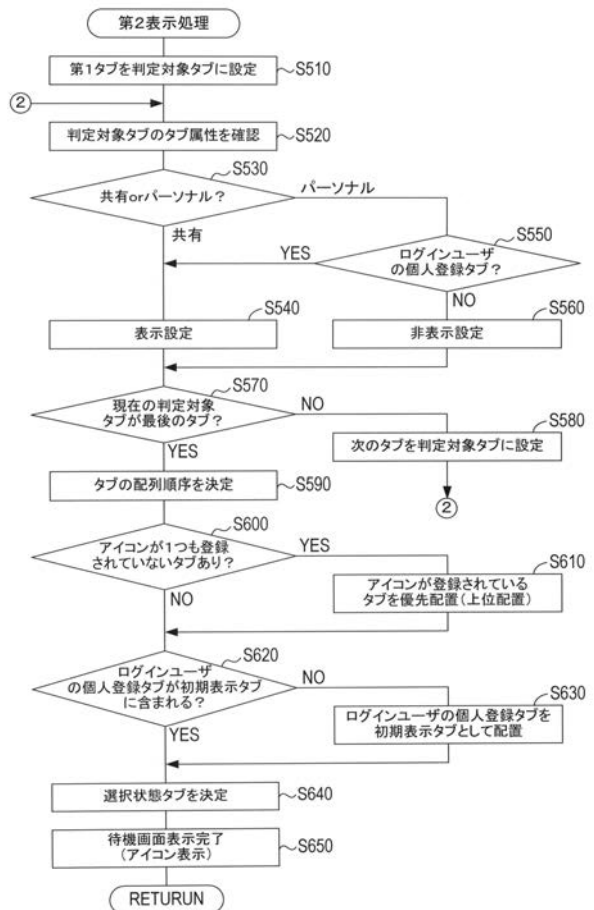 第2表示処理
第1タブを判定対象タブに設定
S510
②
判定対象タブのタブ属性を確認
S520
S530
共有orパーソナル?
パーソナル
共有
S550
ログインユーザ
の個人登録タブ?
YES
NO
S540
表示設定
S560
非表示設定
S570
現在の判定対象
タブが最後のタブ?
NO
YES
S580
次のタブを判定対象タブに設定
②
タブの配列順序を決定
S590
S600
アイコンが1つも登録
されていないタブあり?
YES
NO
S610
アイコンが登録されている
タブを優先配置(上位配置)
S620
ログインユーザ
の個人登録タブが初期表示タブ
に含まれる?
NO
YES
S630
ログインユーザの個人登録タブを
初期表示タブとして配置
選択状態タブを決定
S640
待機画面表示完了
(アイコン表示)
S650
RETURUN